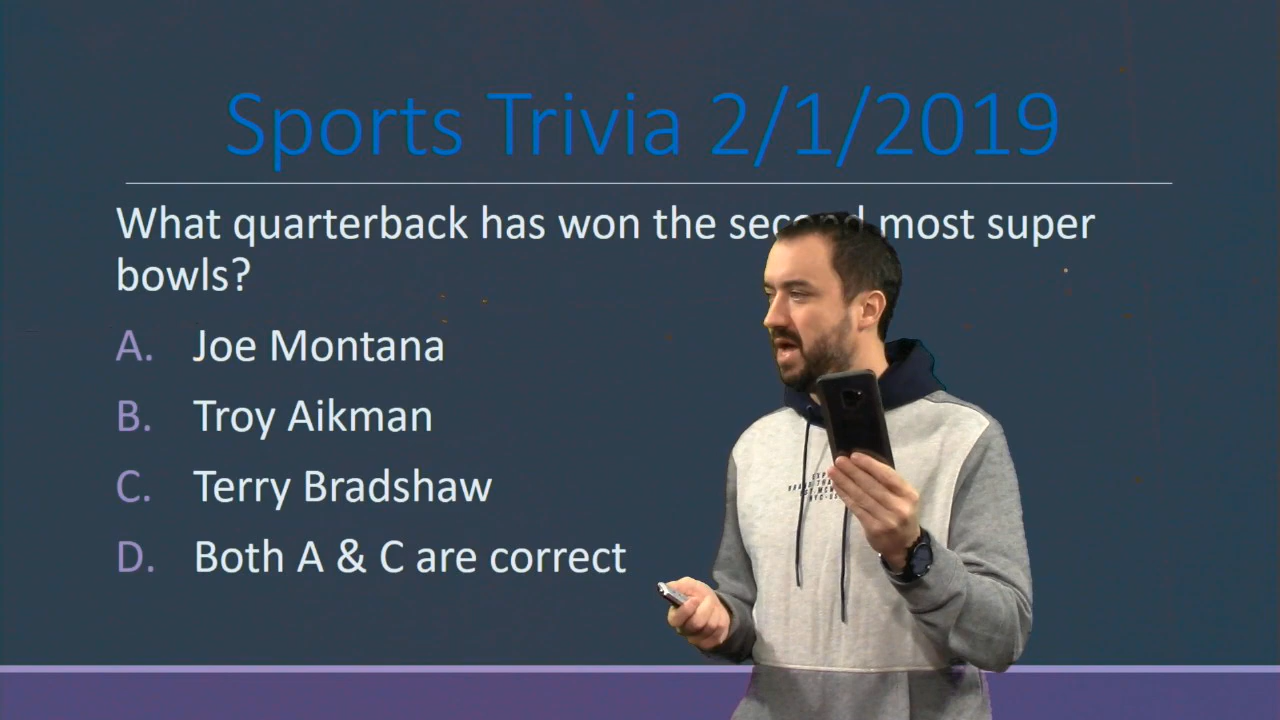 Sports Trivia 2/1/2019
What quarterback has won the second most super
bowls?
A. Joe Montana
B. Troy Aikman
C. Terry Bradshaw
D. Both A & C are correct